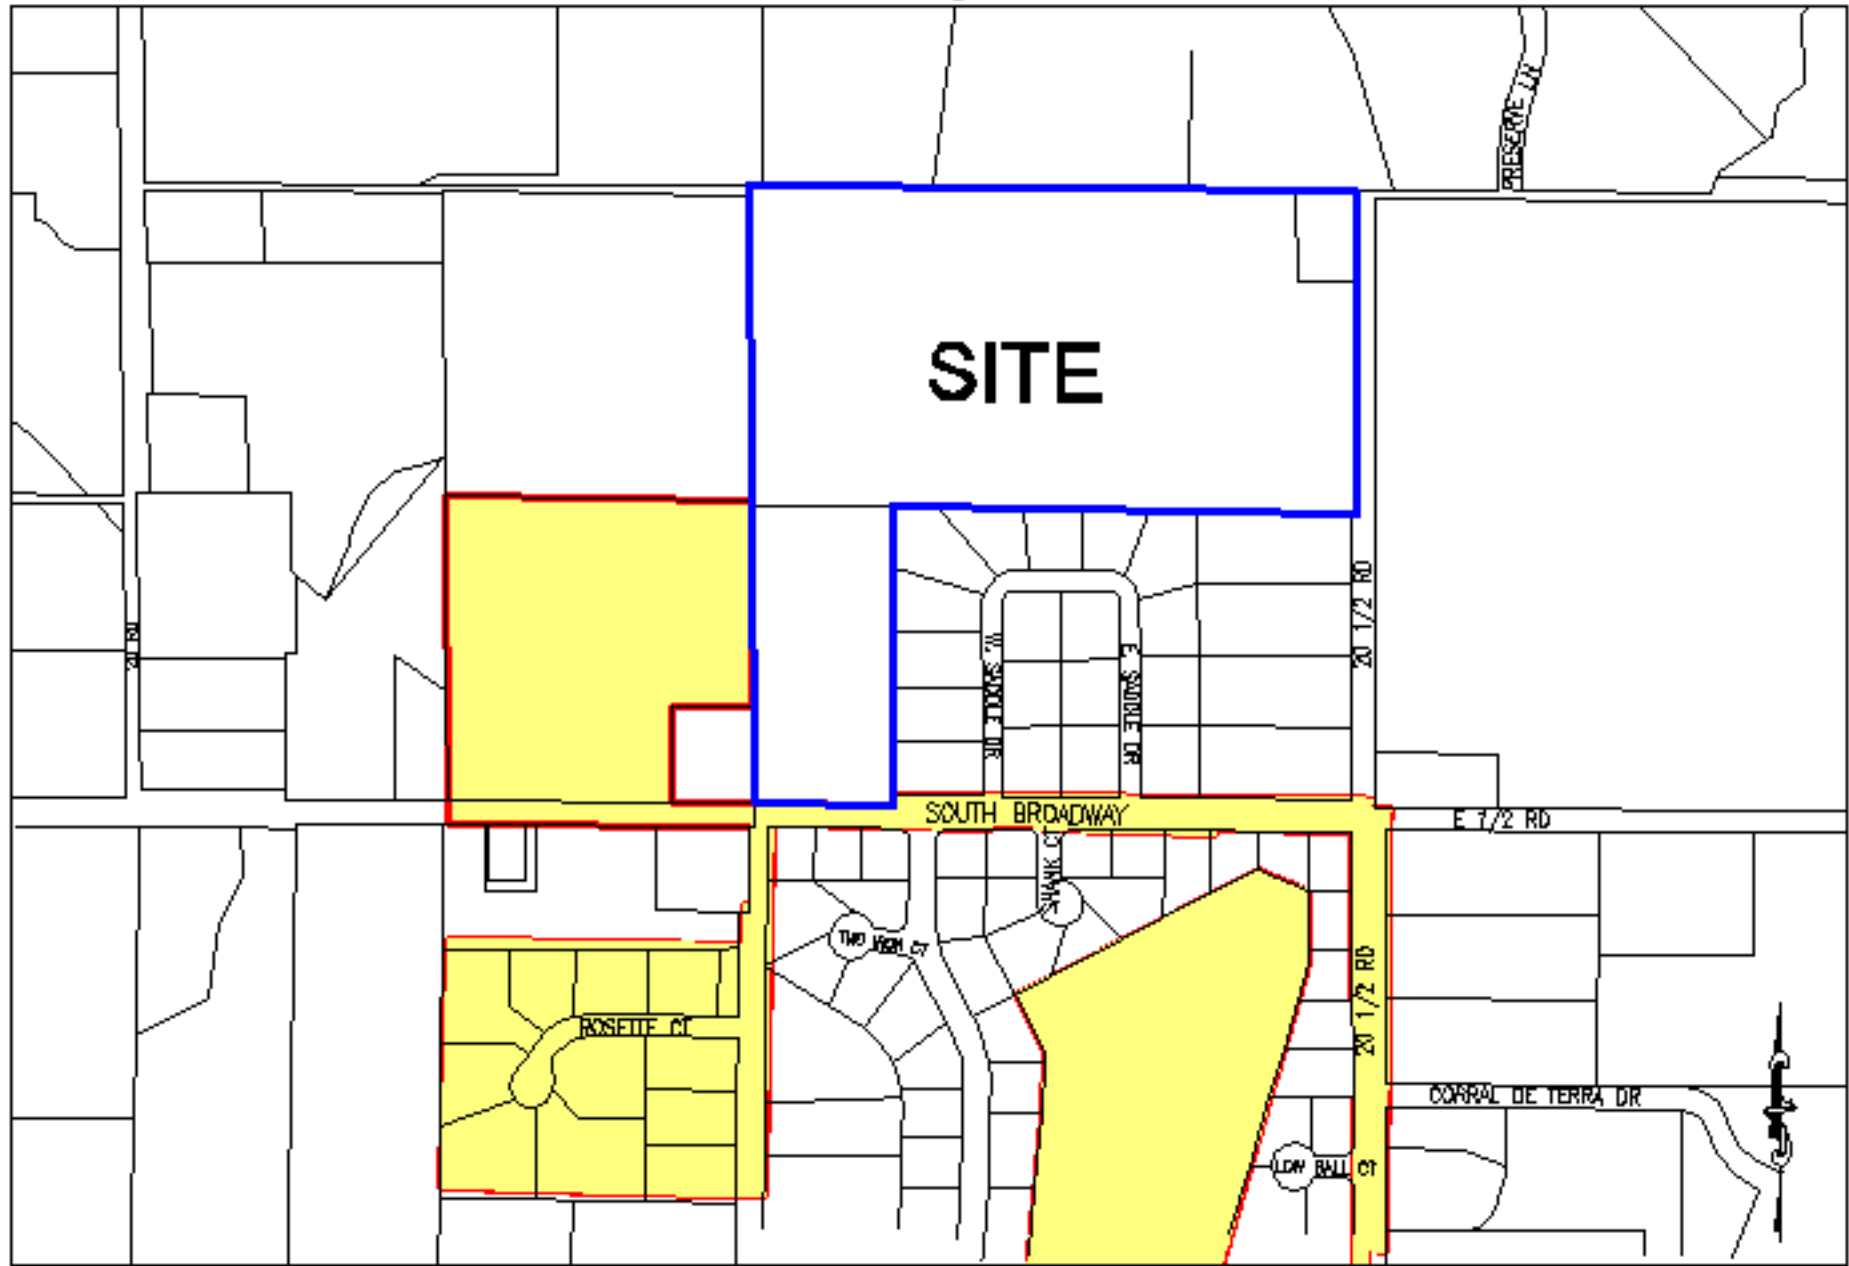 PRESERVE LN
SITE
20 1/2 RD
20 RD
W. SADDLE DR
E. SADDLE DR
SOUTH BROADWAY
E 1/2 RD
SHANK CT
TWO IRON CT
20 1/2 RD
ROSETTE CT
CORRAL DE TERRA DR
LOW BALL CT